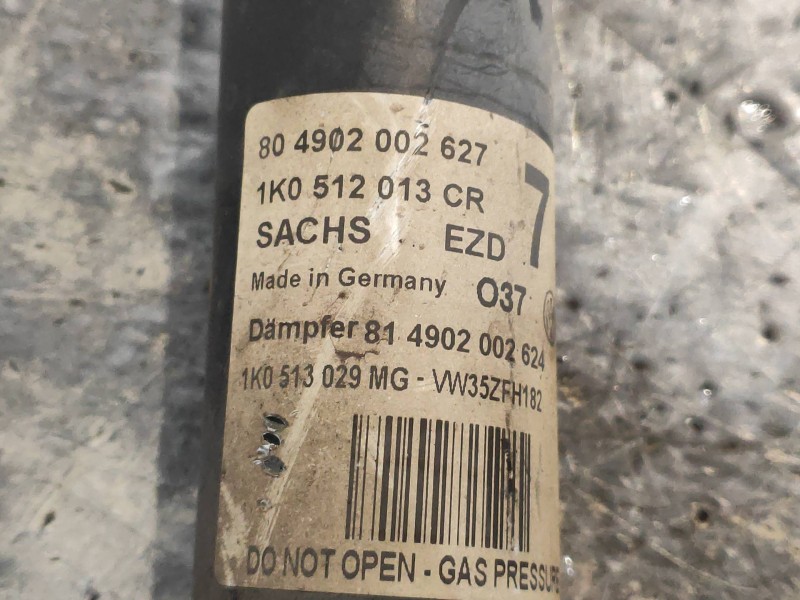 80 4902 002 627
1K0 512 013 CR 7
SACHS EZD
Made in Germany 037
Dämpfer 81 4902 002 624
1K0 513 029 MG - VW35ZFH182
DO NOT OPEN - GAS PRESSURE